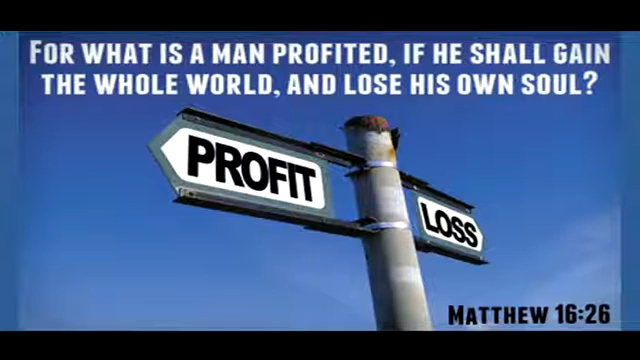 For what is a man profited, if he shall gain
the whole world, and lose his own soul?
PROFIT
LOSS
Matthew 16:26